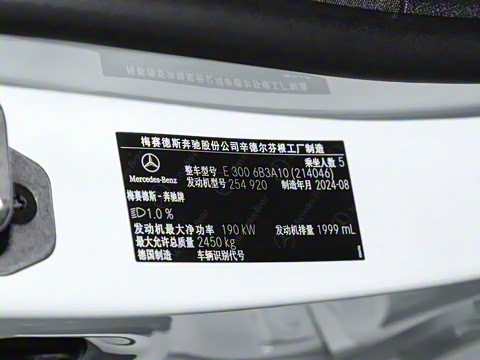 梅赛德斯奔驰股份公司辛德尔芬根工厂制造
乘坐人数 5
整车型号 E 300 6B3A10 (214046)
Mercedes-Benz 发动机型号 254 920 制造年月 2024-08
梅赛德斯-奔驰牌
1.0 %
发动机最大净功率 190 kW 发动机排量 1999 mL
最大允许总质量 2450 kg
德国制造 车辆识别代号